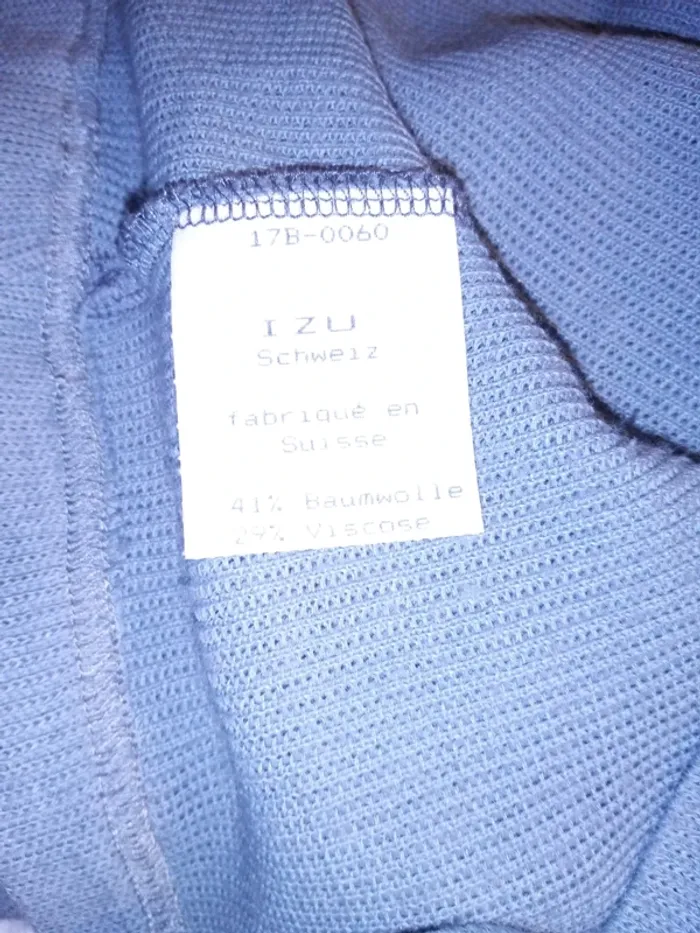 17B-0060
IZU
Schweiz
fabriqué en
Suisse
41% Baumwolle
29% Viscose